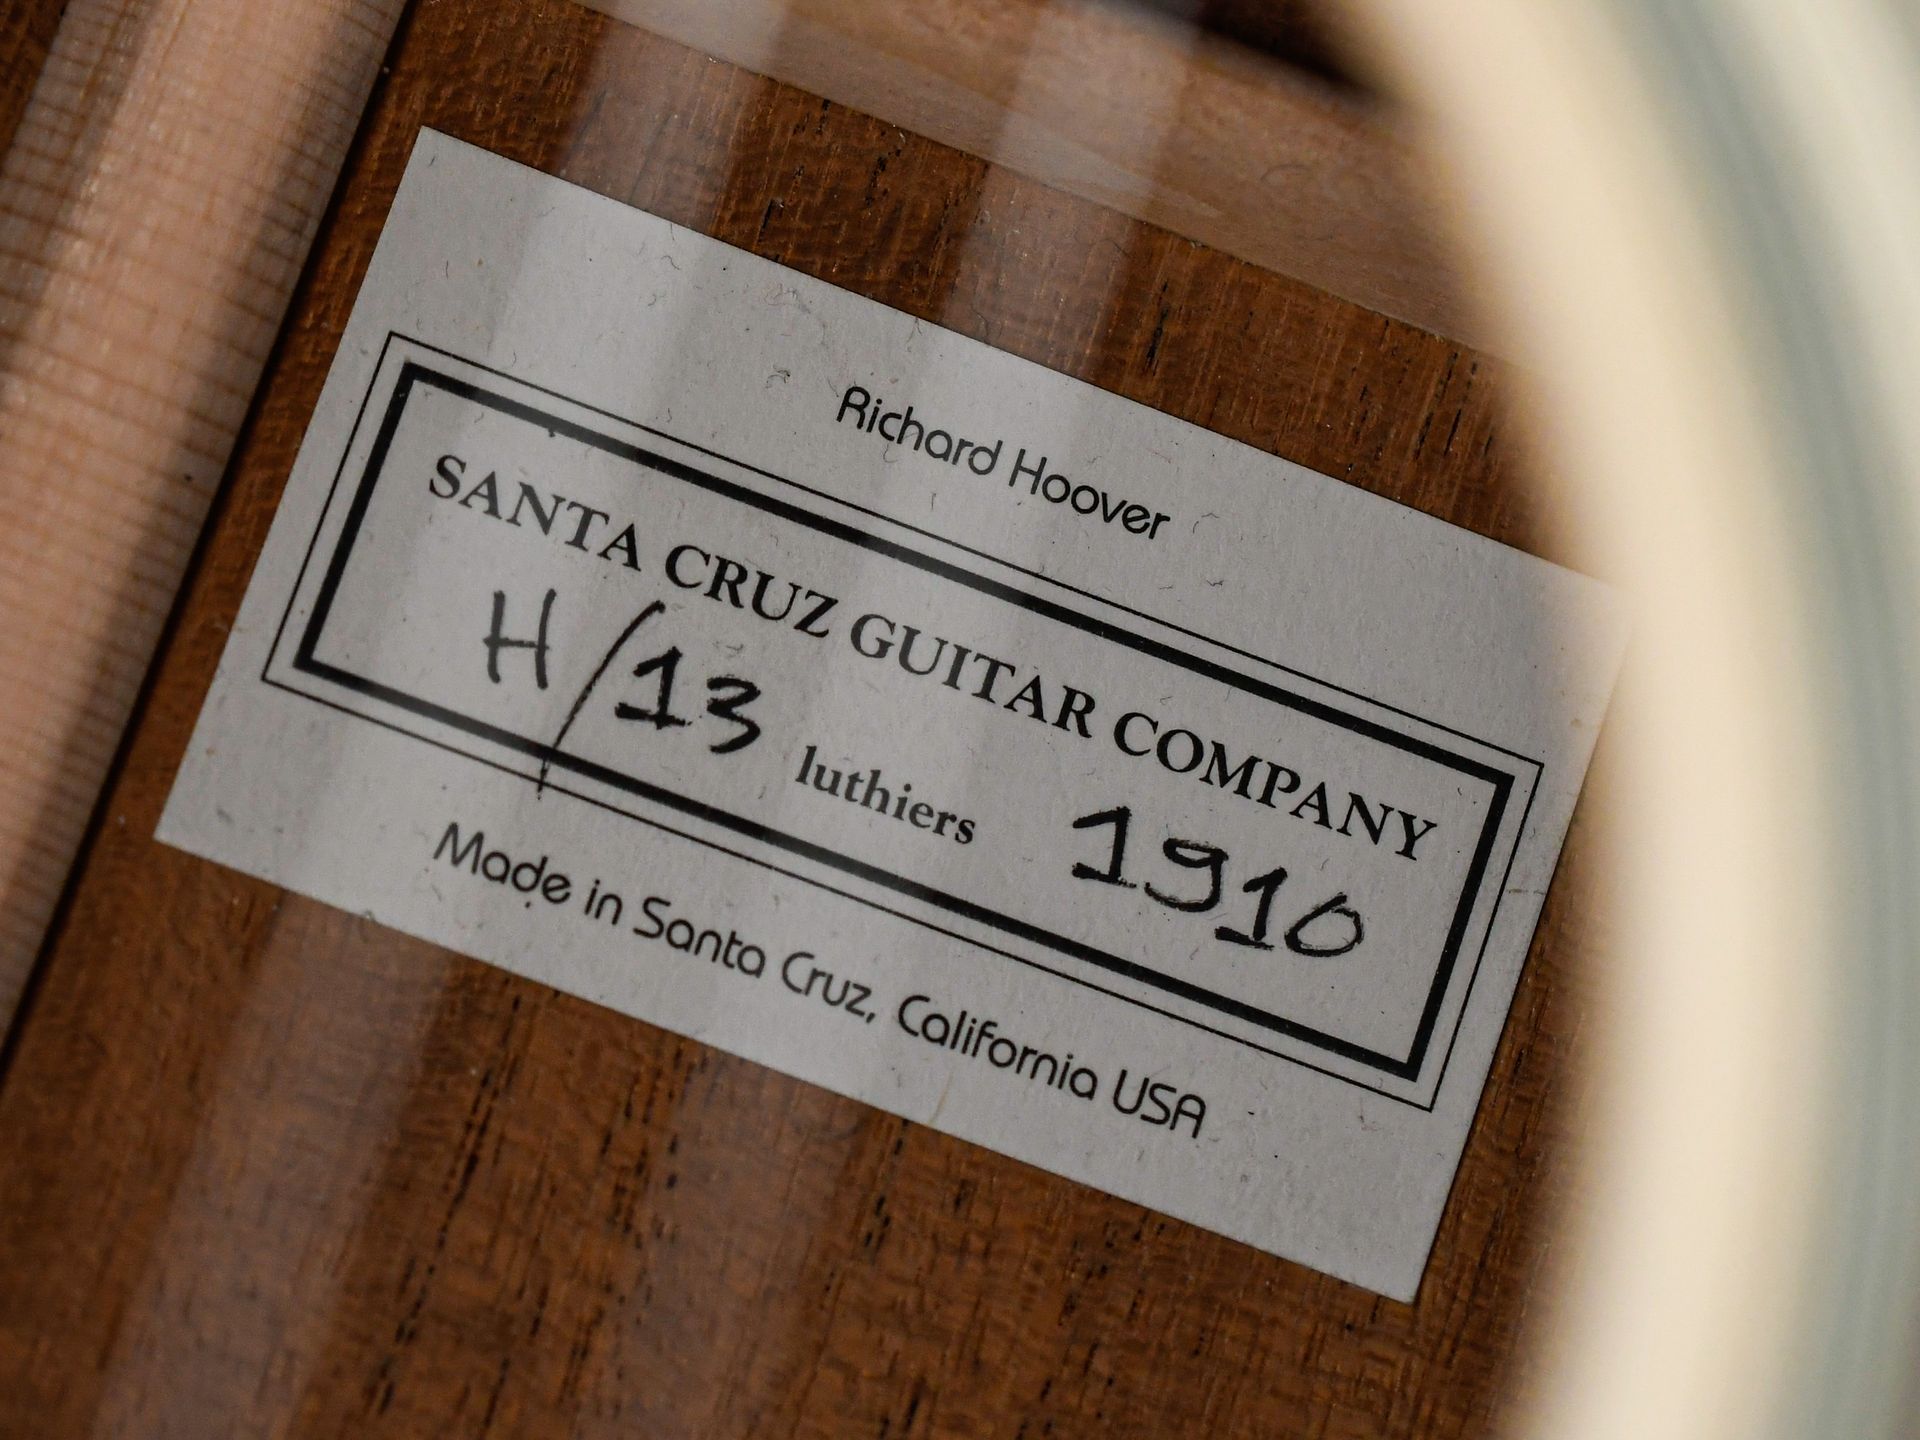 Richard Hoover
SANTA CRUZ GUITAR COMPANY
H/13 luthiers 1910
Made in Santa Cruz, California USA